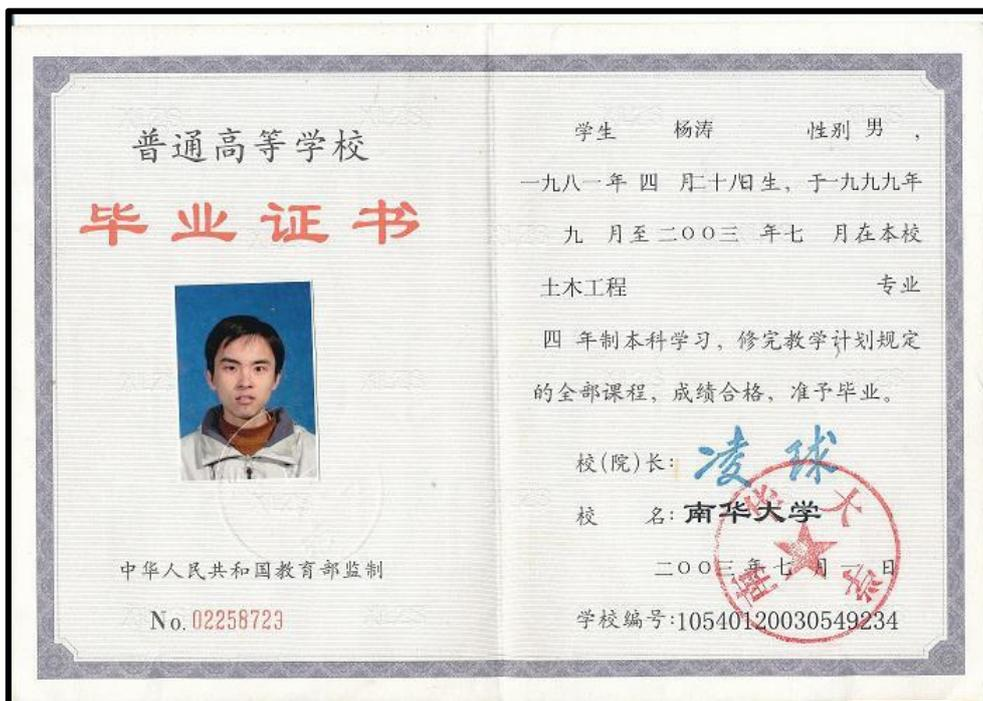 普通高等学校
毕业证书
中华人民共和国教育部监制
No. 02258723
学生 杨涛 性别 男，
一九八一年 四 月二十八日生，于一九九九年
九 月至二〇〇三 年七 月在本校
土木工程 专业
四 年制本科学习，修完教学计划规定
的全部课程，成绩合格，准予毕业。
校(院)长: 凌球
校 名: 南华大学
二〇〇三年七月一日
学校编号:10540120030549234
南华大学